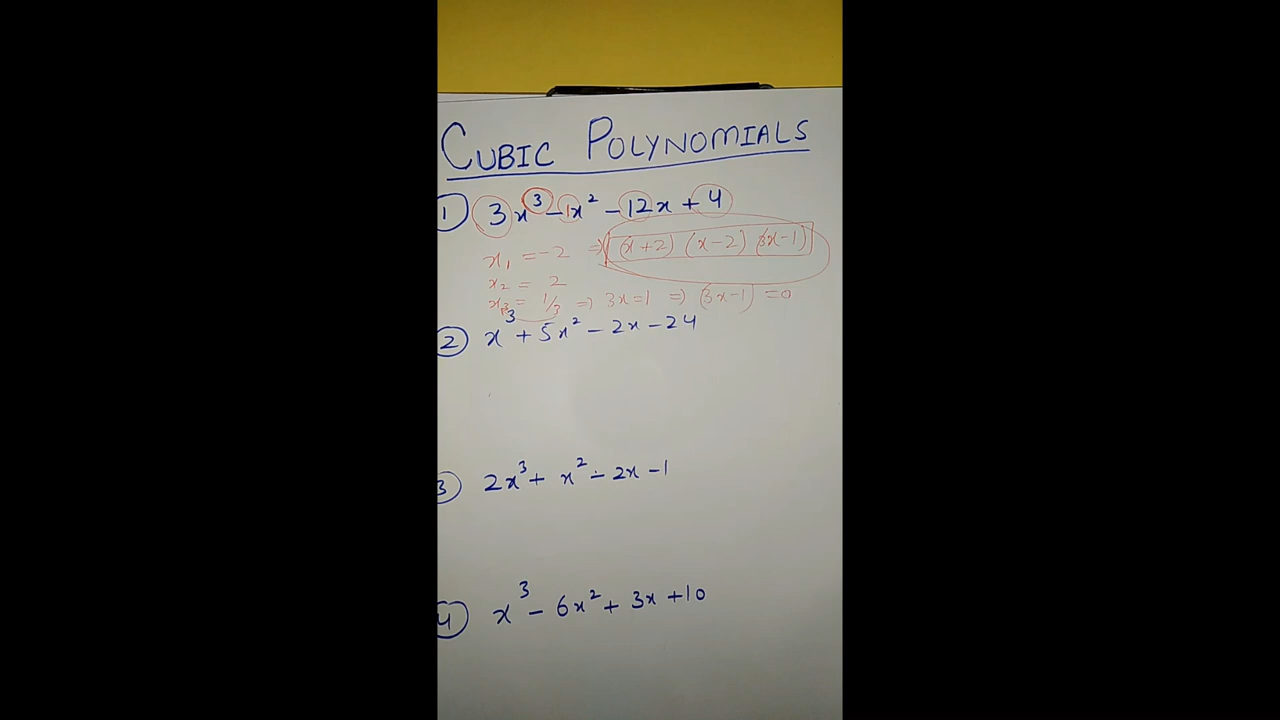 CUBIC POLYNOMIALS
① 3x³ - 1x² - 12x + 4
x₁ = -2 ⇒ (x+2) (x-2) (3x-1)
x₂ = 2
x₃ = 1/3 ⇒ 3x=1 ⇒ (3x-1) = 0
② x³ + 5x² - 2x - 24
③ 2x³ + x² - 2x - 1
④ x³ - 6x² + 3x + 10